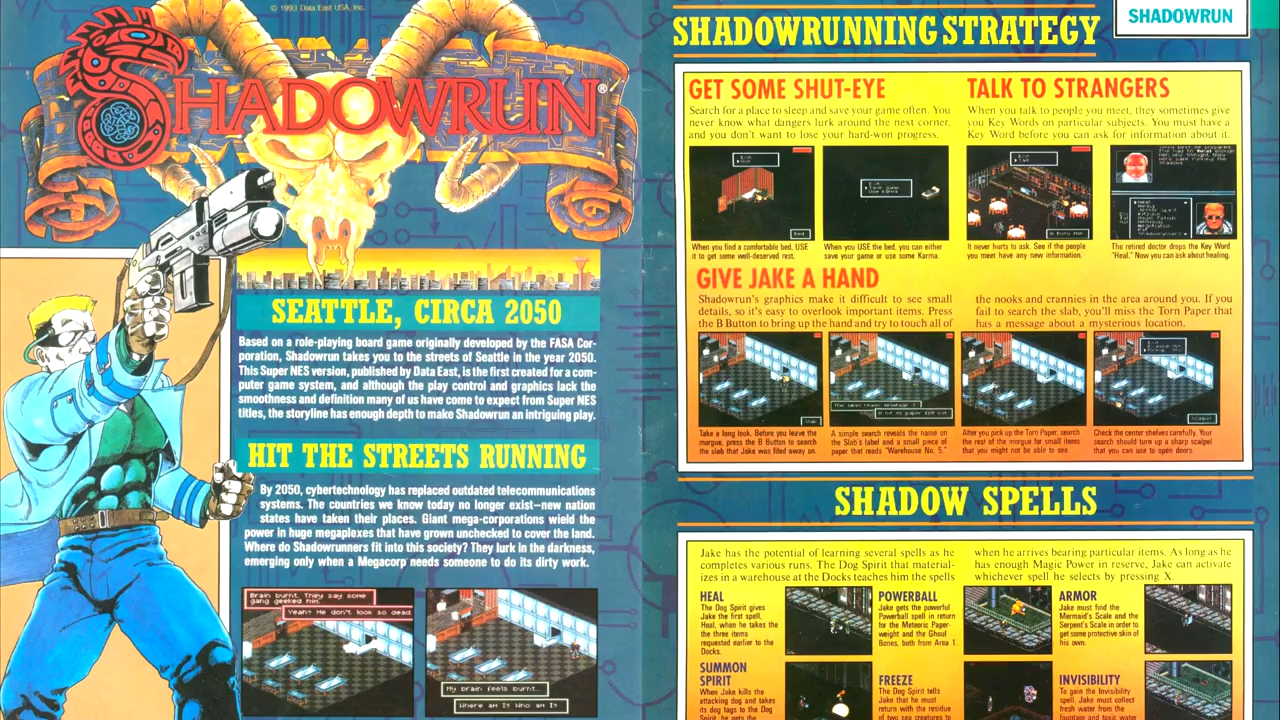 © 1993 Data East USA, Inc.
SHADOWRUN®
SEATTLE, CIRCA 2050
Based on a role-playing board game originally developed by the FASA Cor-
poration, Shadowrun takes you to the streets of Seattle in the year 2050.
This Super NES version, published by Data East, is the first created for a com-
puter game system, and although the play control and graphics lack the
smoothness and definition many of us have come to expect from Super NES
titles, the storyline has enough depth to make Shadowrun an intriguing play.
HIT THE STREETS RUNNING
By 2050, cybertechnology has replaced outdated telecommunications
systems. The countries we know today no longer exist—new nation
states have taken their places. Giant mega-corporations wield the
power in huge megaplexes that have grown unchecked to cover the land.
Where do Shadowrunners fit into this society? They lurk in the darkness,
emerging only when a Megacorp needs someone to do its dirty work.
Brain burnt. They say some
gang geeked him.
Yeah? He don't look so dead.
My brain feels burnt...
Where am I? Who am I?
SHADOWRUN
SHADOWRUNNING STRATEGY
GET SOME SHUT-EYE
Search for a place to sleep and save your game often. You
never know what dangers lurk around the next corner,
and you don't want to lose your hard-won progress.
When you find a comfortable bed, USE
it to get some well-deserved rest.
When you USE the bed, you can either
save your game or use some Karma.
TALK TO STRANGERS
When you talk to people you meet, they sometimes give
you Key Words on particular subjects. You must have a
Key Word before you can ask for information about it.
It never hurts to ask. See if the people
you meet have any new information.
The retired doctor drops the Key Word
"Heal." Now you can ask about healing.
GIVE JAKE A HAND
Shadowrun's graphics make it difficult to see small
details, so it's easy to overlook important items. Press
the B Button to bring up the hand and try to touch all of
the nooks and crannies in the area around you. If you
fail to search the slab, you'll miss the Torn Paper that
has a message about a mysterious location.
Take a long look. Before you leave the
morgue, press the B Button to search
the slab that Jake was filed away on.
A simple search reveals the name on
the Slab's label and a small piece of
paper that reads "Warehouse No. 5."
After you pick up the Torn Paper, search
the rest of the morgue for small items
that you might not be able to see.
Check the center shelves carefully. Your
search should turn up a sharp scalpel
that you can use to open doors.
SHADOW SPELLS
Jake has the potential of learning several spells as he
completes various runs. The Dog Spirit that material-
izes in a warehouse at the Docks teaches him the spells
when he arrives bearing particular items. As long as he
has enough Magic Power in reserve, Jake can activate
whichever spell he selects by pressing X.
HEAL
The Dog Spirit gives
Jake the first spell,
Heal, when he takes the
the three items
requested earlier to the
Docks.
POWERBALL
Jake gets the powerful
Powerball spell in return
for the Meteoric Paper-
weight and the Ghoul
Bones, both from Area 1.
ARMOR
Jake must find the
Mermaid's Scale and the
Serpent's Scale in order to
get some protective skin of
his own.
SUMMON
SPIRIT
When Jake kills the
attacking dog and takes
its dog tags to the Dog
Spirit, he gets the
FREEZE
The Dog Spirit tells
Jake that he must
return with the residue
of two sea creatures to
INVISIBILITY
To gain the Invisibility
spell, Jake must collect
fresh water from the
fountain and toxic water